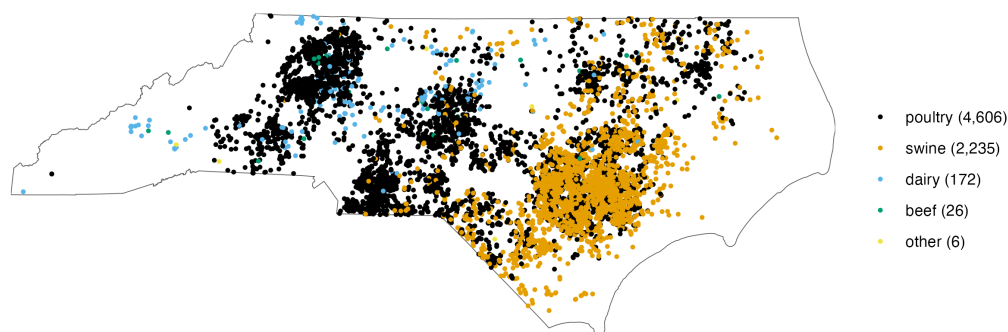 poultry (4,606)
swine (2,235)
dairy (172)
beef (26)
other (6)